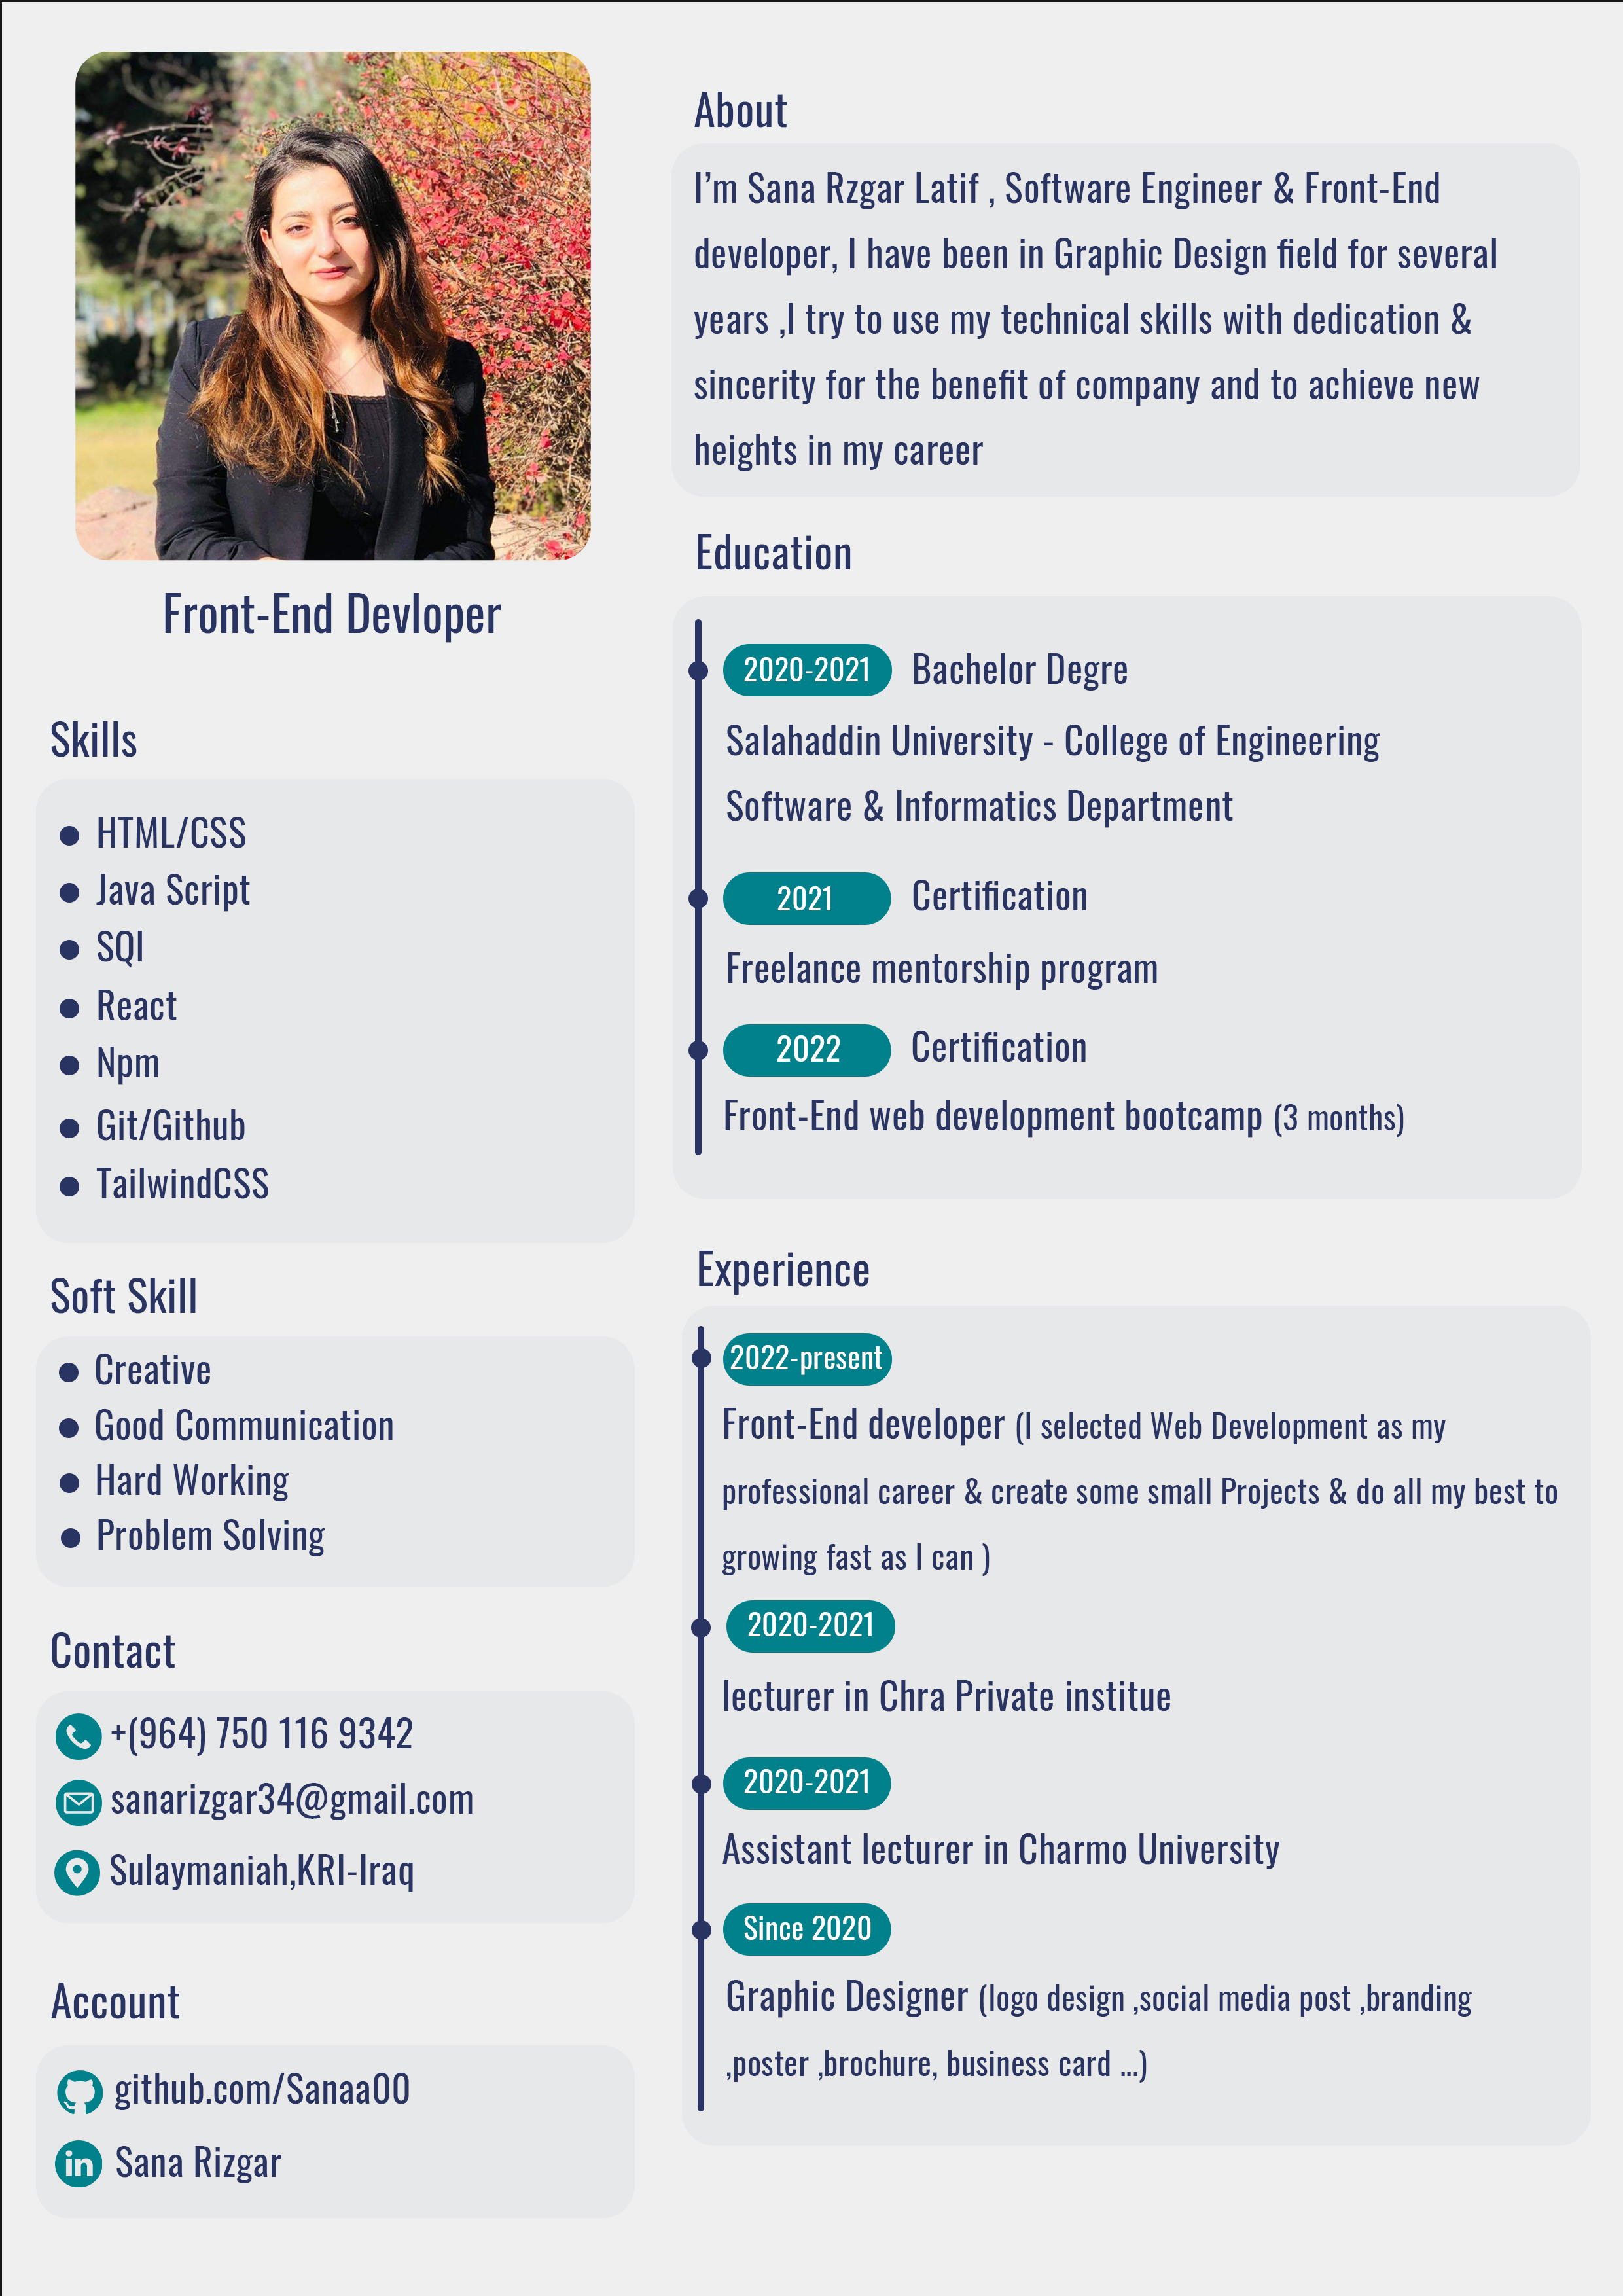 Front-End Devloper
Skills
HTML/CSS
Java Script
SQl
React
Npm
Git/Github
TailwindCSS
Soft Skill
Creative
Good Communication
Hard Working
Problem Solving
Contact
+(964) 750 116 9342
sanarizgar34@gmail.com
Sulaymaniah,KRI-Iraq
Account
github.com/Sanaa00
in Sana Rizgar
About
I’m Sana Rzgar Latif , Software Engineer & Front-End
developer, I have been in Graphic Design field for several
years ,I try to use my technical skills with dedication &
sincerity for the benefit of company and to achieve new
heights in my career
Education
2020-2021 Bachelor Degre
Salahaddin University - College of Engineering
Software & Informatics Department
2021 Certification
Freelance mentorship program
2022 Certification
Front-End web development bootcamp (3 months)
Experience
2022-present
Front-End developer (I selected Web Development as my
professional career & create some small Projects & do all my best to
growing fast as I can )
2020-2021
lecturer in Chra Private institue
2020-2021
Assistant lecturer in Charmo University
Since 2020
Graphic Designer (logo design ,social media post ,branding
,poster ,brochure, business card ...)